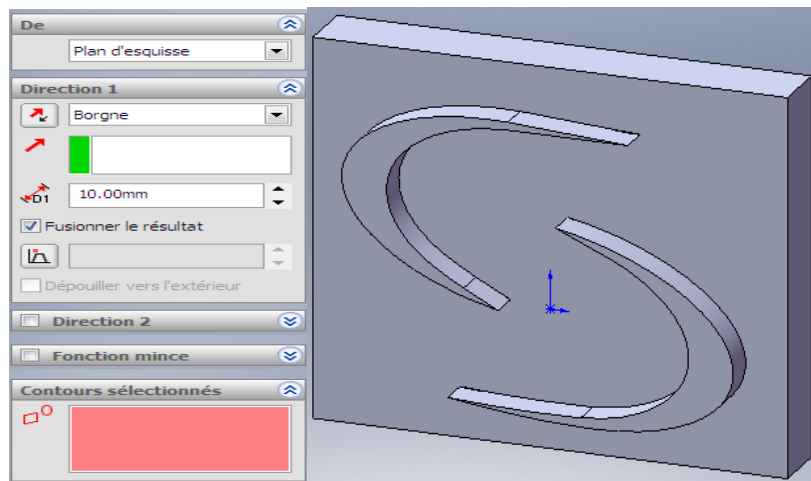 De
Plan d'esquisse
Direction 1
Borgne
D1 10.00mm
Fusionner le résultat
Dépouiller vers l'extérieur
Direction 2
Fonction mince
Contours sélectionnés